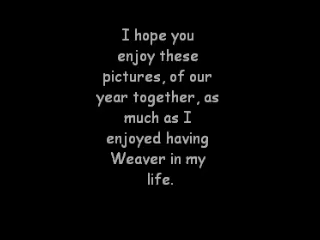 I hope you
enjoy these
pictures, of our
year together, as
much as I
enjoyed having
Weaver in my
life.